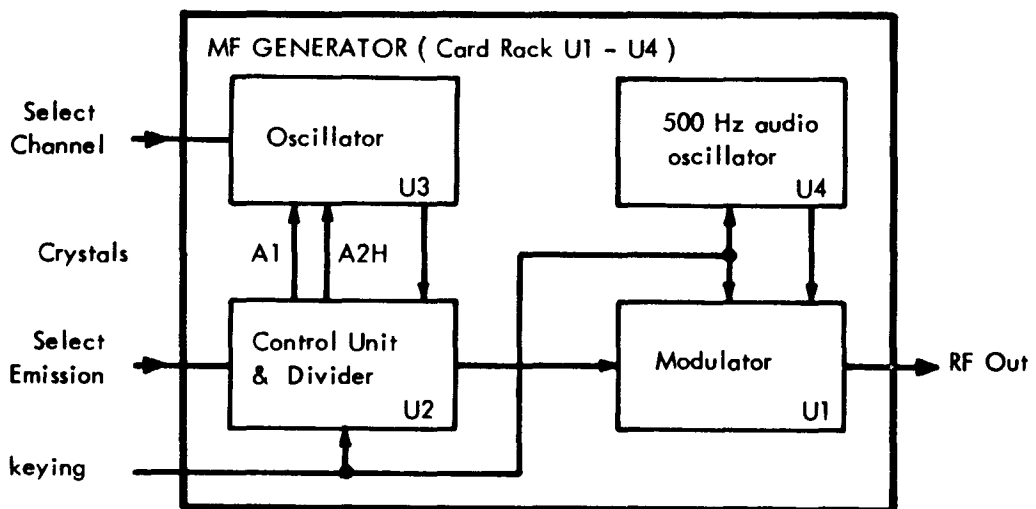 MF GENERATOR ( Card Rack U1 - U4 )
Select
Channel
Oscillator
U3
500 Hz audio
oscillator
U4
Crystals
A1
A2H
Select
Emission
Control Unit
& Divider
U2
Modulator
U1
RF Out
keying